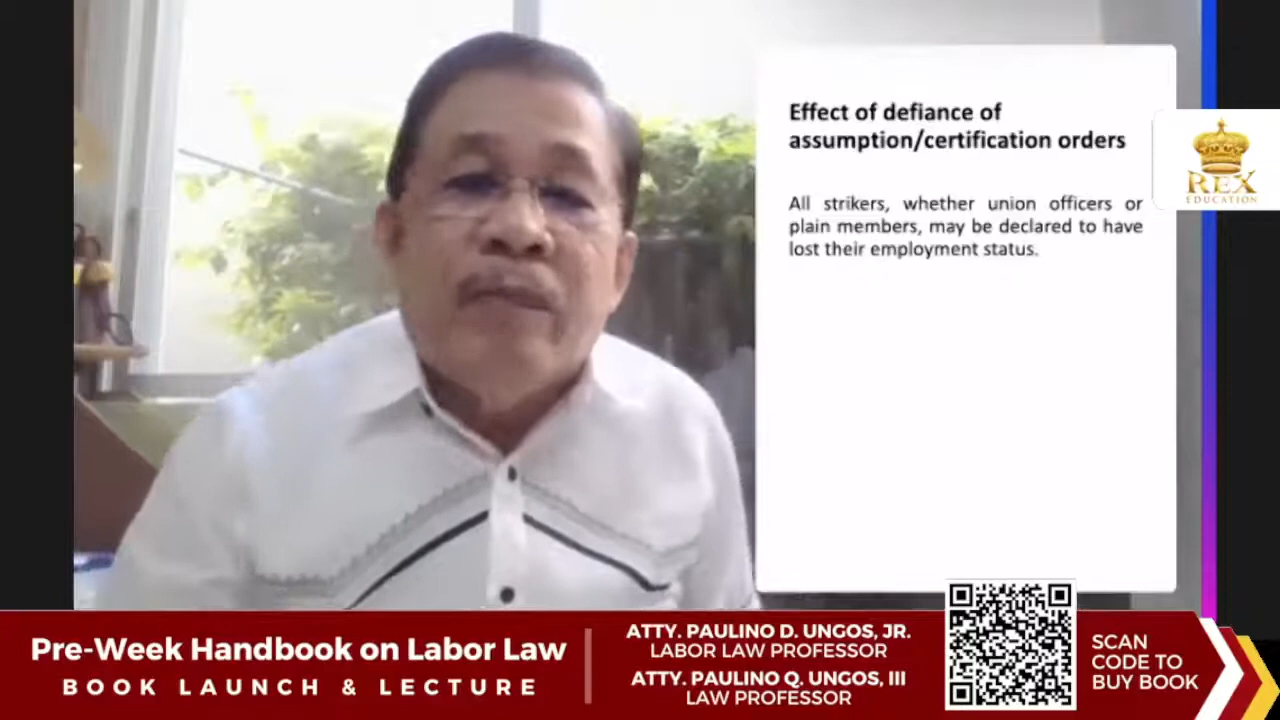 Effect of defiance of
assumption/certification orders
All strikers, whether union officers or
plain members, may be declared to have
lost their employment status.
REX
EDUCATION
Pre-Week Handbook on Labor Law
BOOK LAUNCH & LECTURE
ATTY. PAULINO D. UNGOS, JR.
LABOR LAW PROFESSOR
ATTY. PAULINO Q. UNGOS, III
LAW PROFESSOR
SCAN
CODE TO
BUY BOOK